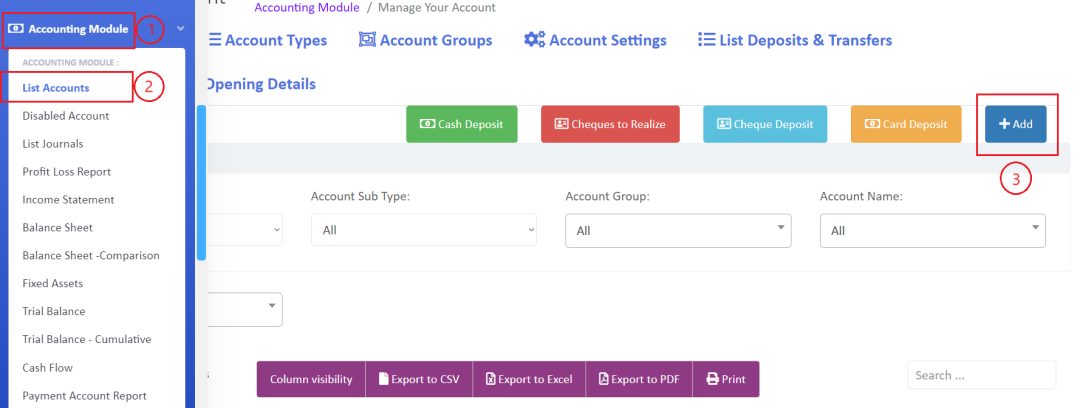 Accounting Module / Manage Your Account
Accounting Module 1
Account Types Account Groups Account Settings List Deposits & Transfers
ACCOUNTING MODULE :
List Accounts 2
Opening Details
Disabled Account
Cash Deposit Cheques to Realize Cheque Deposit Card Deposit + Add
List Journals
Profit Loss Report
3
Income Statement
Account Sub Type: Account Group: Account Name:
Balance Sheet
All All All
Balance Sheet -Comparison
Fixed Assets
Trial Balance
Trial Balance - Cumulative
Cash Flow
Column visibility Export to CSV Export to Excel Export to PDF Print Search ...
Payment Account Report